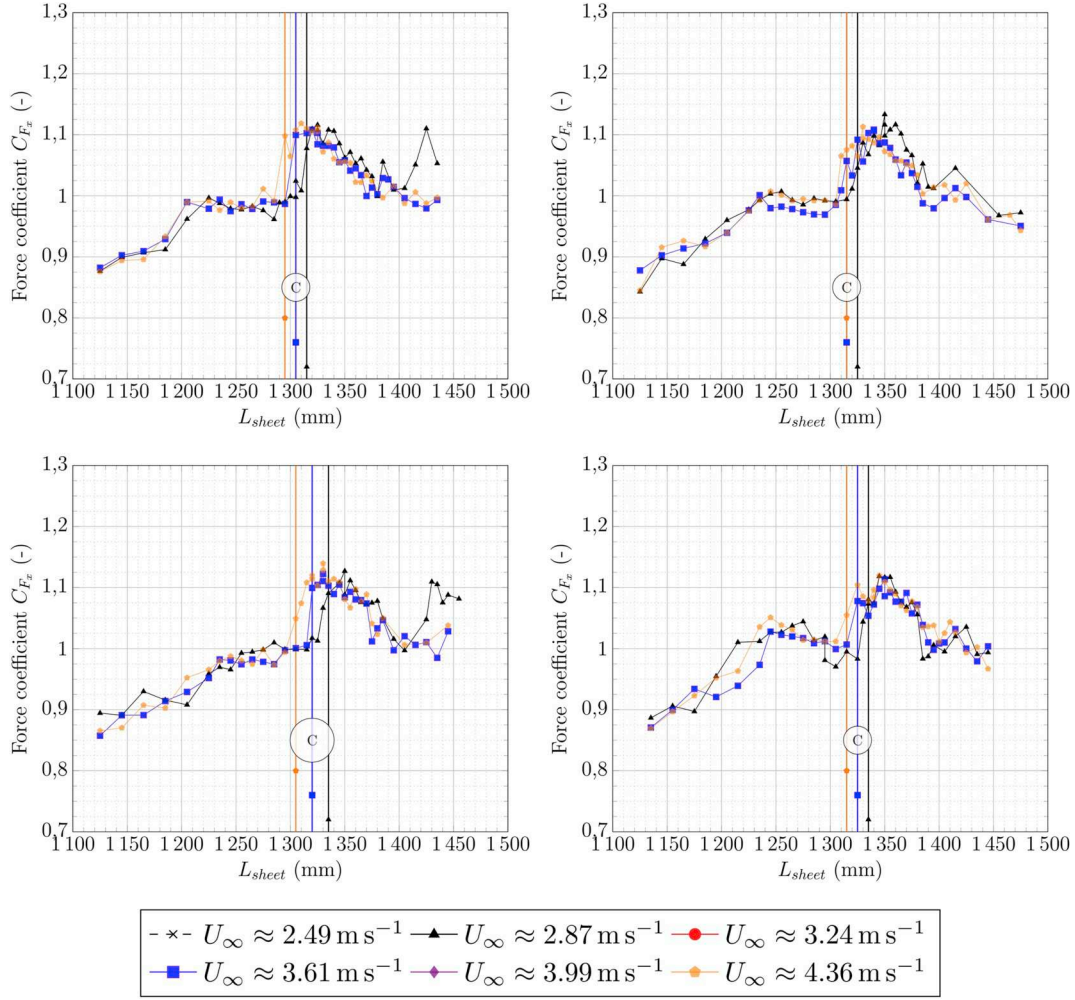 1,3
1,2
1,1
1
0,9
0,8
0,7
Force coefficient C_{F_x} (-)
C
1 100 1 150 1 200 1 250 1 300 1 350 1 400 1 450 1 500
L_{sheet} (mm)
1,3
1,2
1,1
1
0,9
0,8
0,7
Force coefficient C_{F_x} (-)
C
1 100 1 150 1 200 1 250 1 300 1 350 1 400 1 450 1 500
L_{sheet} (mm)
1,3
1,2
1,1
1
0,9
0,8
0,7
Force coefficient C_{F_x} (-)
C
1 100 1 150 1 200 1 250 1 300 1 350 1 400 1 450 1 500
L_{sheet} (mm)
1,3
1,2
1,1
1
0,9
0,8
0,7
Force coefficient C_{F_x} (-)
C
1 100 1 150 1 200 1 250 1 300 1 350 1 400 1 450 1 500
L_{sheet} (mm)
U_∞ ≈ 2.49 m s⁻¹ U_∞ ≈ 2.87 m s⁻¹ U_∞ ≈ 3.24 m s⁻¹
U_∞ ≈ 3.61 m s⁻¹ U_∞ ≈ 3.99 m s⁻¹ U_∞ ≈ 4.36 m s⁻¹